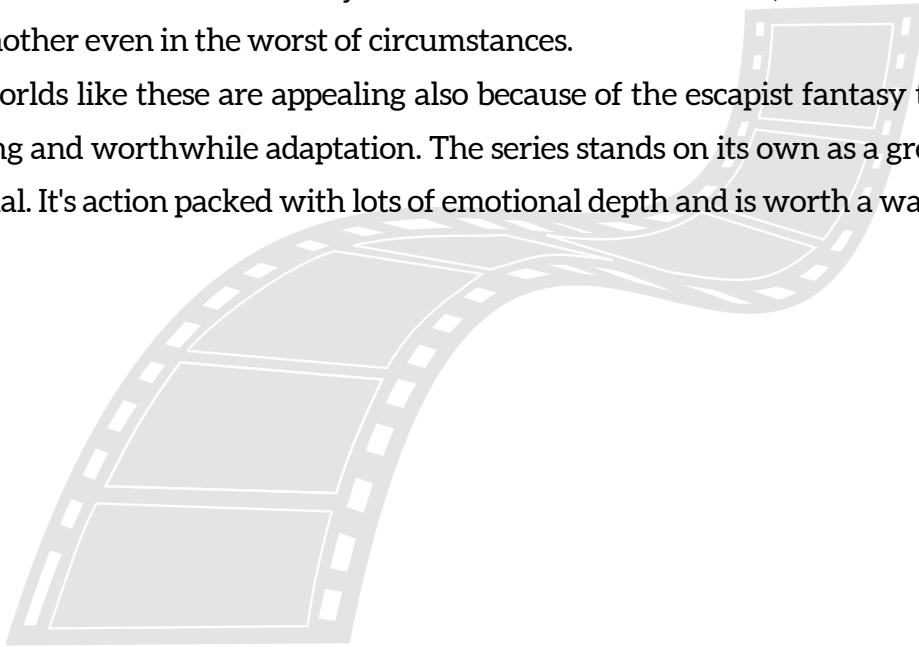 nother even in the worst of circumstances.
orlds like these are appealing also because of the escapist fantasy
ng and worthwhile adaptation. The series stands on its own as a gr
al. It's action packed with lots of emotional depth and is worth a wa